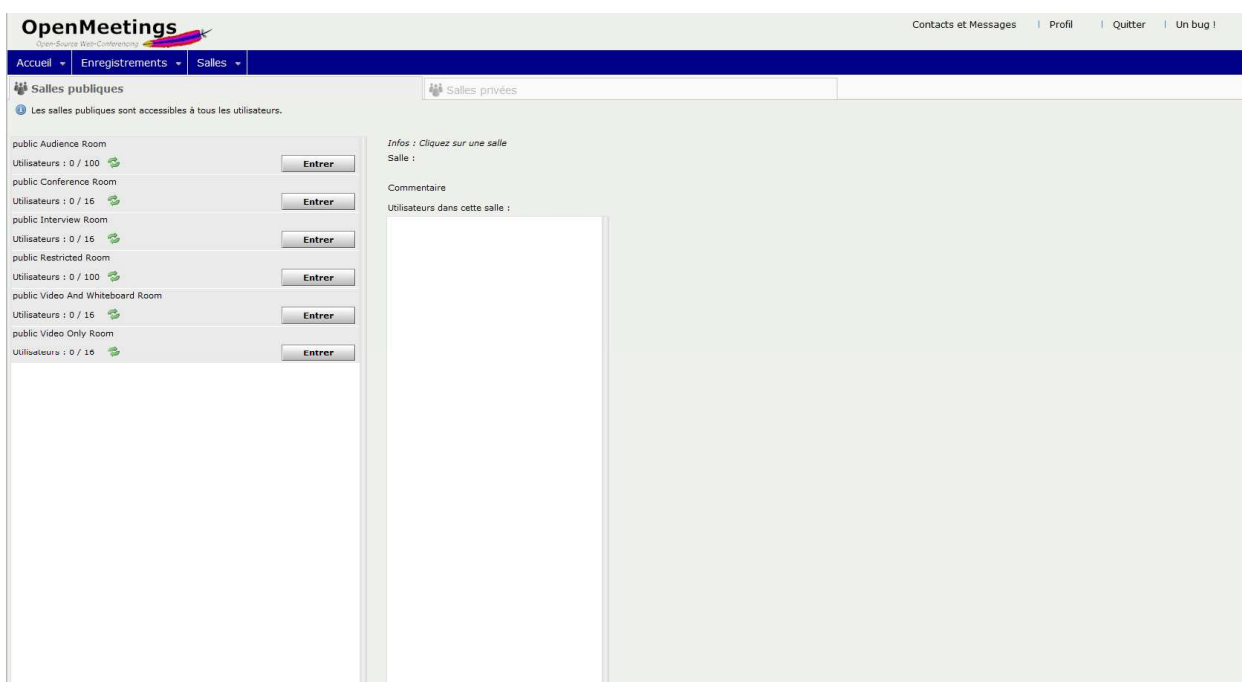 OpenMeetings
Open-Source Web-Conferencing
Contacts et Messages | Profil | Quitter | Un bug !
Accueil Enregistrements Salles
Salles publiques Salles privées
Les salles publiques sont accessibles à tous les utilisateurs.
public Audience Room
Utilisateurs : 0 / 100 Entrer
public Conference Room
Utilisateurs : 0 / 16 Entrer
public Interview Room
Utilisateurs : 0 / 16 Entrer
public Restricted Room
Utilisateurs : 0 / 100 Entrer
public Video And Whiteboard Room
Utilisateurs : 0 / 16 Entrer
public Video Only Room
Utilisateurs : 0 / 16 Entrer
Infos : Cliquez sur une salle
Salle :
Commentaire
Utilisateurs dans cette salle :